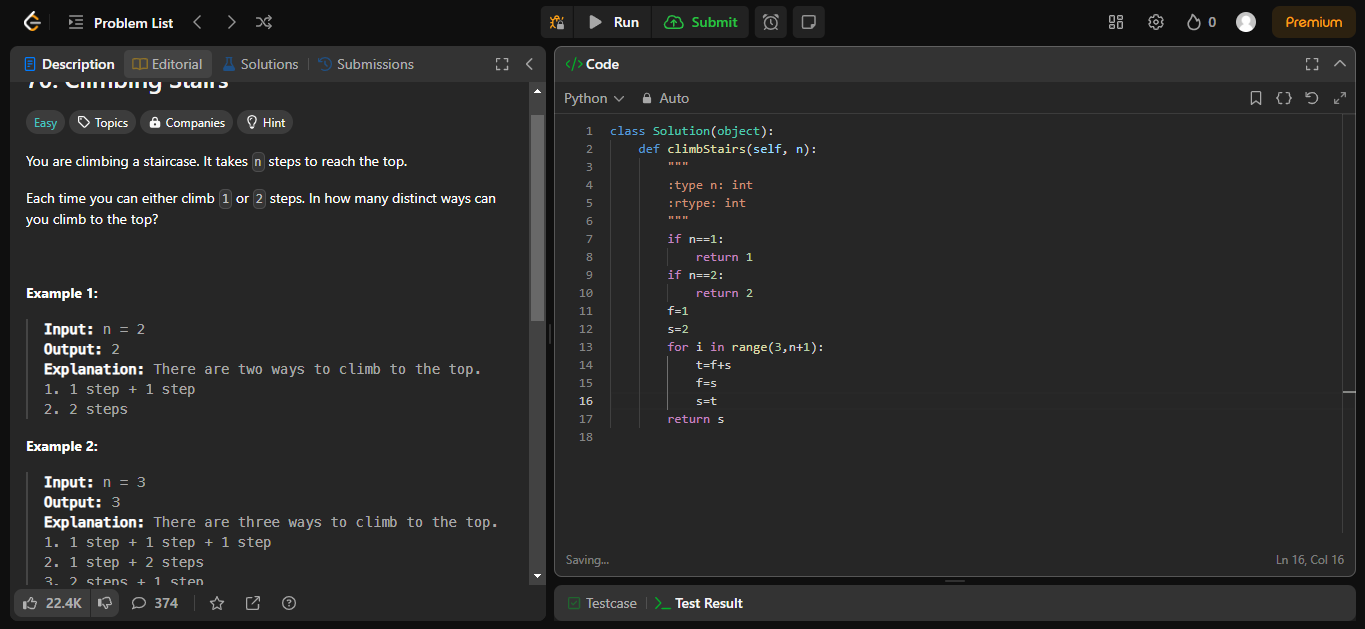 Problem List
Run
Submit
0
Premium
Description
Editorial
Solutions
Submissions
70. Climbing Stairs
Easy
Topics
Companies
Hint
You are climbing a staircase. It takes n steps to reach the top.
Each time you can either climb 1 or 2 steps. In how many distinct ways can
you climb to the top?
Example 1:
Input: n = 2
Output: 2
Explanation: There are two ways to climb to the top.
1. 1 step + 1 step
2. 2 steps
Example 2:
Input: n = 3
Output: 3
Explanation: There are three ways to climb to the top.
1. 1 step + 1 step + 1 step
2. 1 step + 2 steps
3. 2 steps + 1 step
22.4K
374
</> Code
Python
Auto
1 class Solution(object):
2 def climbStairs(self, n):
3 """
4 :type n: int
5 :rtype: int
6 """
7 if n==1:
8 return 1
9 if n==2:
10 return 2
11 f=1
12 s=2
13 for i in range(3,n+1):
14 t=f+s
15 f=s
16 s=t
17 return s
18
Saving...
Ln 16, Col 16
Testcase
Test Result